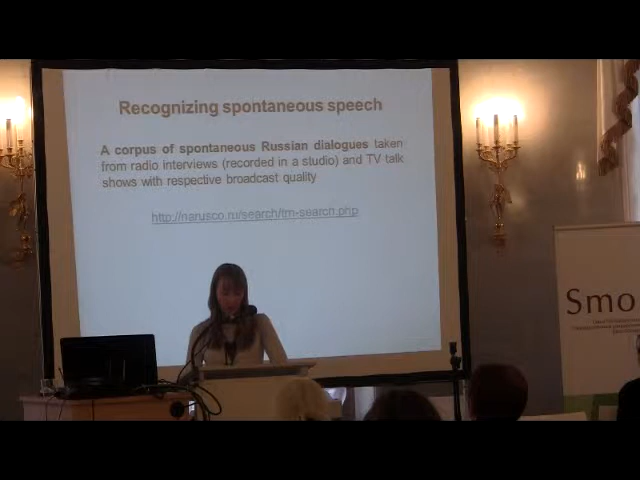 Recognizing spontaneous speech
A corpus of spontaneous Russian dialogues taken
from radio interviews (recorded in a studio) and TV talk
shows with respective broadcast quality
http://narusco.ru/search/trn-search.php
Smo